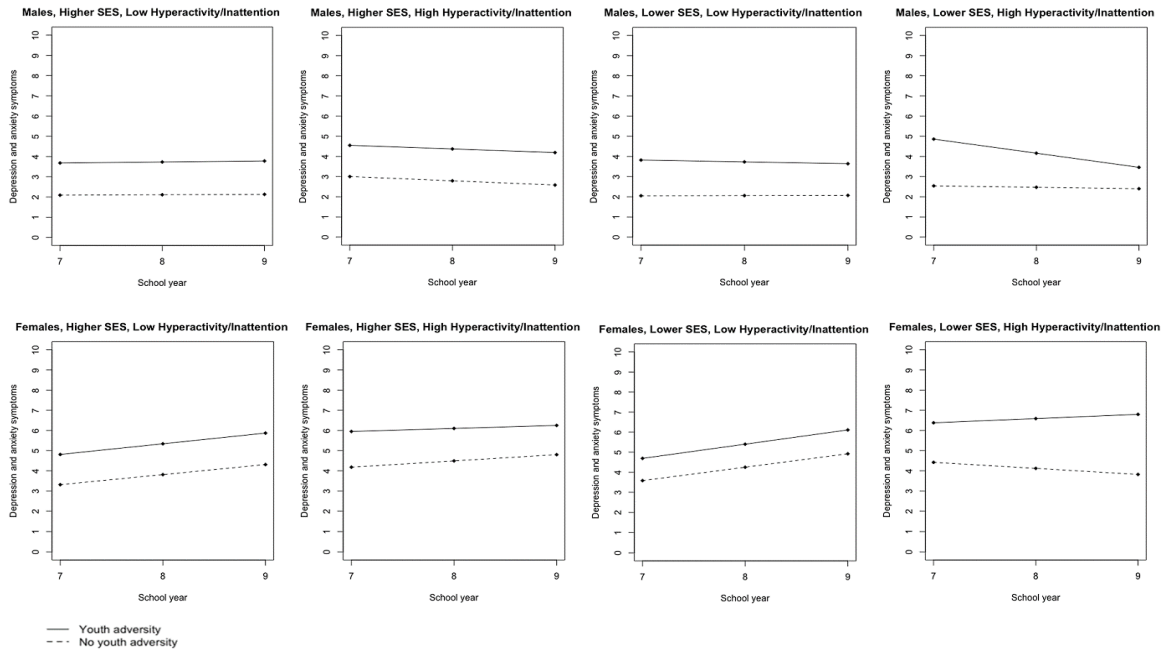 Males, Higher SES, Low Hyperactivity/Inattention
Depression and anxiety symptoms
10
9
8
7
6
5
4
3
2
1
0
7 8 9
School year
Males, Higher SES, High Hyperactivity/Inattention
Depression and anxiety symptoms
10
9
8
7
6
5
4
3
2
1
0
7 8 9
School year
Males, Lower SES, Low Hyperactivity/Inattention
Depression and anxiety symptoms
10
9
8
7
6
5
4
3
2
1
0
7 8 9
School year
Males, Lower SES, High Hyperactivity/Inattention
Depression and anxiety symptoms
10
9
8
7
6
5
4
3
2
1
0
7 8 9
School year
Females, Higher SES, Low Hyperactivity/Inattention
Depression and anxiety symptoms
10
9
8
7
6
5
4
3
2
1
0
7 8 9
School year
Females, Higher SES, High Hyperactivity/Inattention
Depression and anxiety symptoms
10
9
8
7
6
5
4
3
2
1
0
7 8 9
School year
Females, Lower SES, Low Hyperactivity/Inattention
Depression and anxiety symptoms
10
9
8
7
6
5
4
3
2
1
0
7 8 9
School year
Females, Lower SES, High Hyperactivity/Inattention
Depression and anxiety symptoms
10
9
8
7
6
5
4
3
2
1
0
7 8 9
School year
Youth adversity
No youth adversity